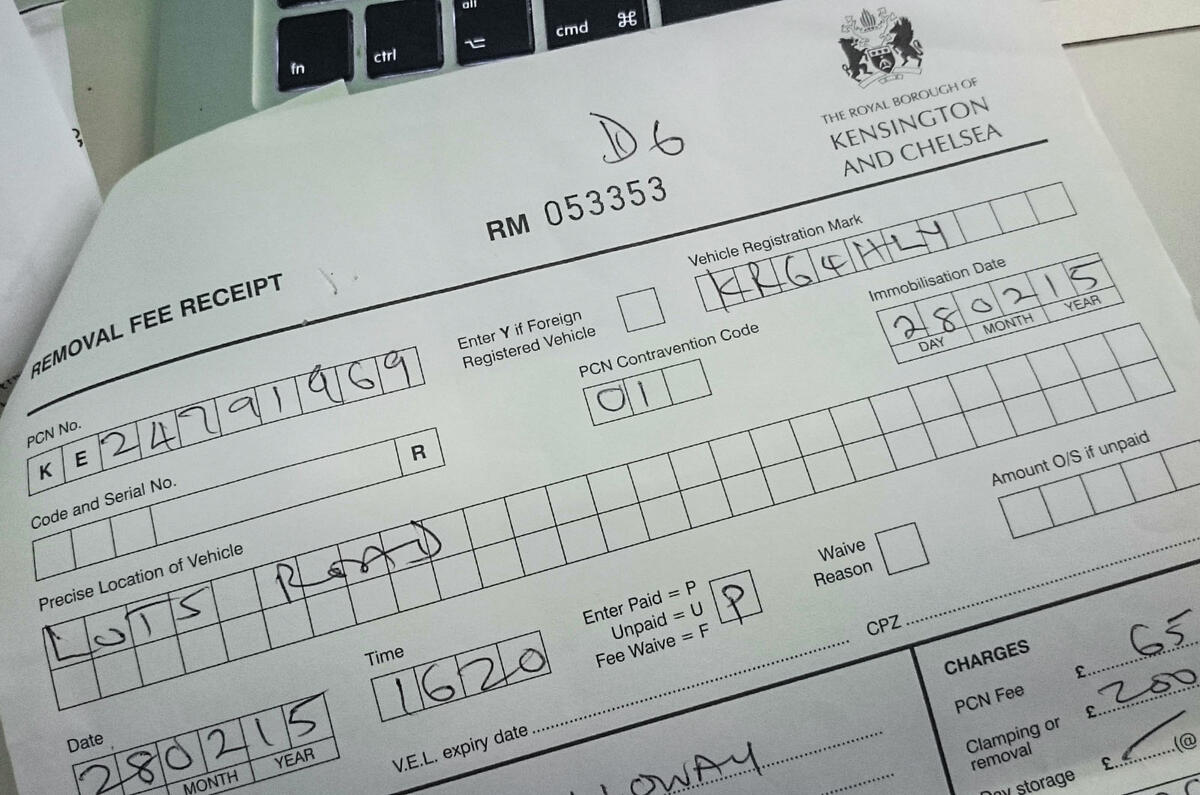 fn
ctrl
alt
cmd ⌘
D6
THE ROYAL BOROUGH OF
KENSINGTON
AND CHELSEA
RM 053353
REMOVAL FEE RECEIPT
PCN No.
KE24791969
Enter Y if Foreign
Registered Vehicle
Vehicle Registration Mark
KR64HLY
PCN Contravention Code
01
Immobilisation Date
280215
DAY MONTH YEAR
Code and Serial No.
R
Precise Location of Vehicle
LOTS ROAD
Amount O/S if unpaid
Date
280215
MONTH YEAR
Time
1620
Enter Paid = P
Unpaid = U
Fee Waive = F
P
Waive
Reason
V.E.L. expiry date
CPZ
LOWAY
CHARGES
PCN Fee £ 65
Clamping or
removal £ 200
Day storage £ (@